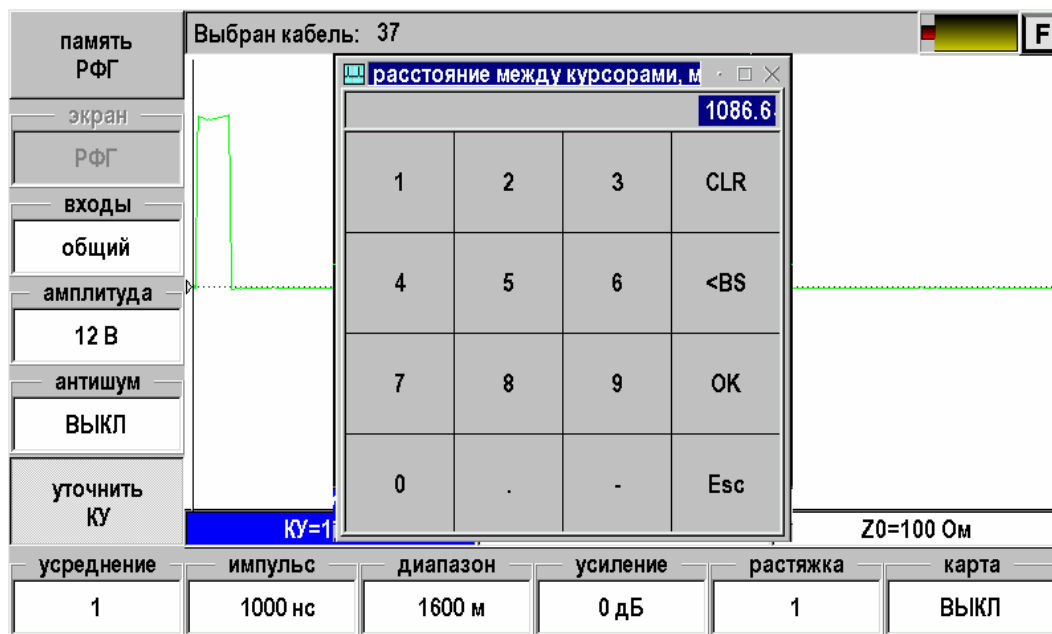 память
РФГ
Выбран кабель: 37
F
экран
РФГ
входы
общий
амплитуда
12 В
антишум
ВЫКЛ
уточнить
КУ
расстояние между курсорами, м
1086.6
1 2 3 CLR
4 5 6 <BS
7 8 9 OK
0 . - Esc
КУ=1
Z0=100 Ом
усреднение
1
импульс
1000 нс
диапазон
1600 м
усиление
0 дБ
растяжка
1
карта
ВЫКЛ